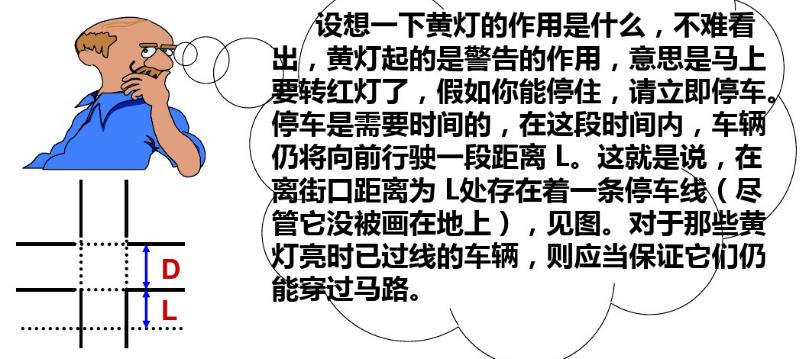 设想一下黄灯的作用是什么，不难看
出，黄灯起的是警告的作用，意思是马上
要转红灯了，假如你能停住，请立即停车。
停车是需要时间的，在这段时间内，车辆
仍将向前行驶一段距离 L。这就是说，在
离街口距离为 L处存在着一条停车线（尽
管它没被画在地上），见图。对于那些黄
灯亮时已过线的车辆，则应当保证它们仍
能穿过马路。
D
L